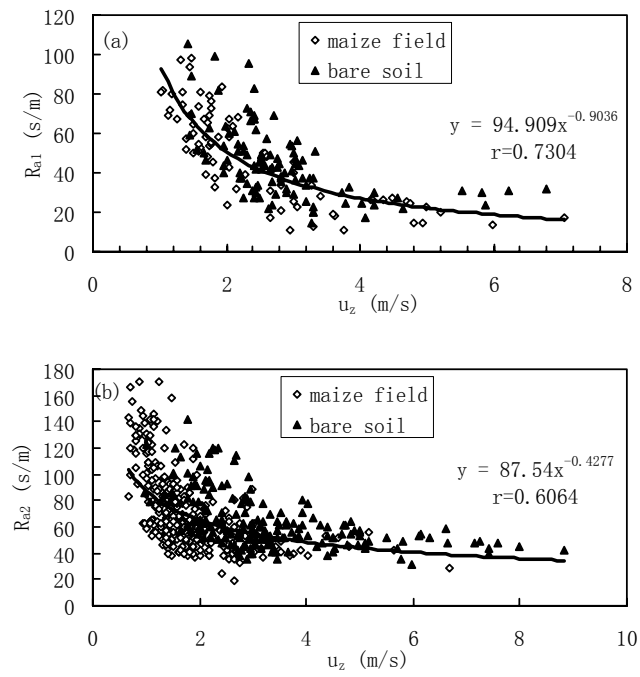 120
100
80
60
40
20
0
R_a1 (s/m)
(a)
maize field
bare soil
y = 94.909x^-0.9036
r=0.7304
0 2 4 6 8
u_z (m/s)
180
160
140
120
100
80
60
40
20
0
R_a2 (s/m)
(b)
maize field
bare soil
y = 87.54x^-0.4277
r=0.6064
0 2 4 6 8 10
u_z (m/s)